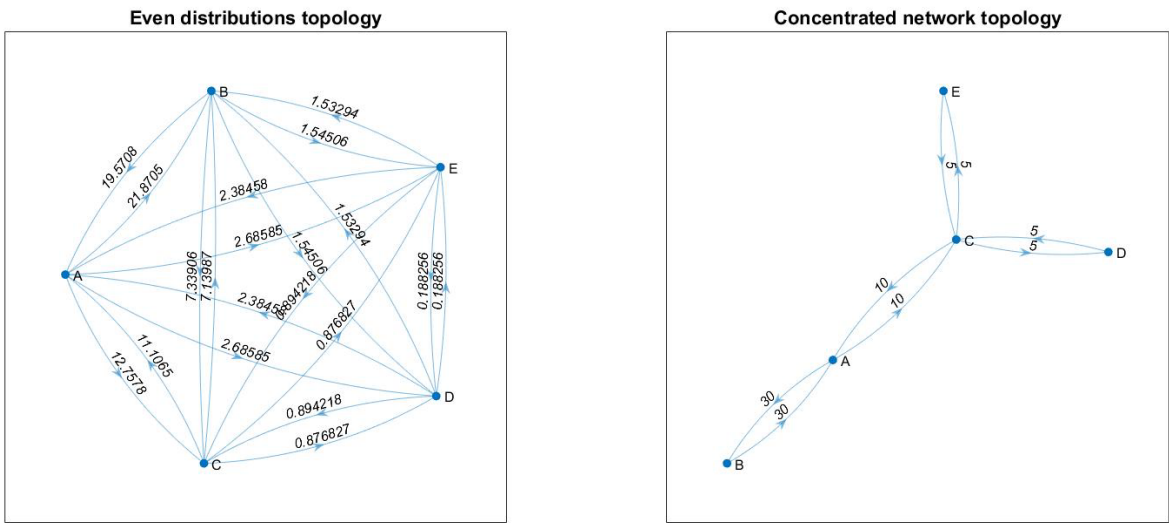 Even distributions topology
Concentrated network topology
B
1.53294
1.54506
E
19.5708
21.8705
2.38458
2.68585
1.53294
1.54506
A
7.33906
7.13987
0.894218
0.188256
0.188256
2.38458
0.876827
11.1065
12.7578
2.68585
D
0.894218
0.876827
C
E
5
5
C
5
5
D
10
10
A
30
30
B